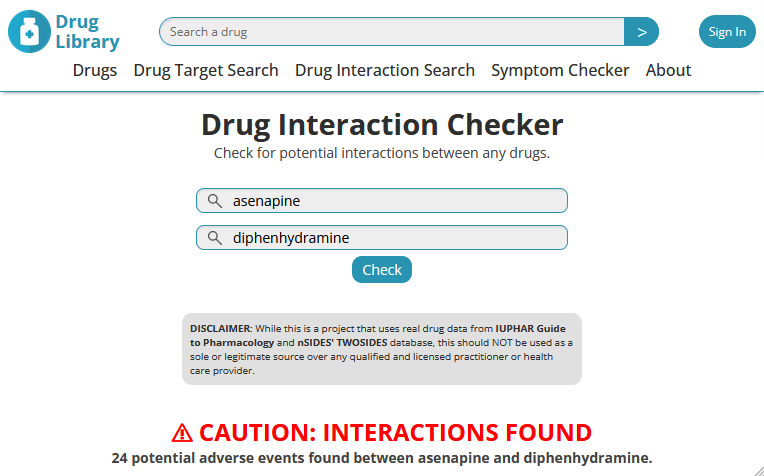 Drug
Library
Search a drug
>
Sign In
Drugs Drug Target Search Drug Interaction Search Symptom Checker About
Drug Interaction Checker
Check for potential interactions between any drugs.
asenapine
diphenhydramine
Check
DISCLAIMER: While this is a project that uses real drug data from IUPHAR Guide
to Pharmacology and nSIDES' TWOSIDES database, this should NOT be used as a
sole or legitimate source over any qualified and licensed practitioner or health
care provider.
⚠ CAUTION: INTERACTIONS FOUND
24 potential adverse events found between asenapine and diphenhydramine.